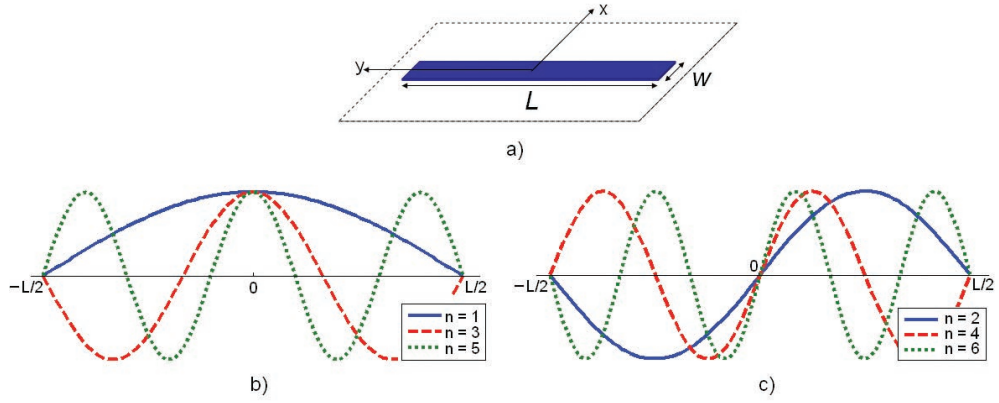 x
y
L
W
a)
−L/2
0
L/2
n = 1
n = 3
n = 5
b)
−L/2
0
L/2
n = 2
n = 4
n = 6
c)